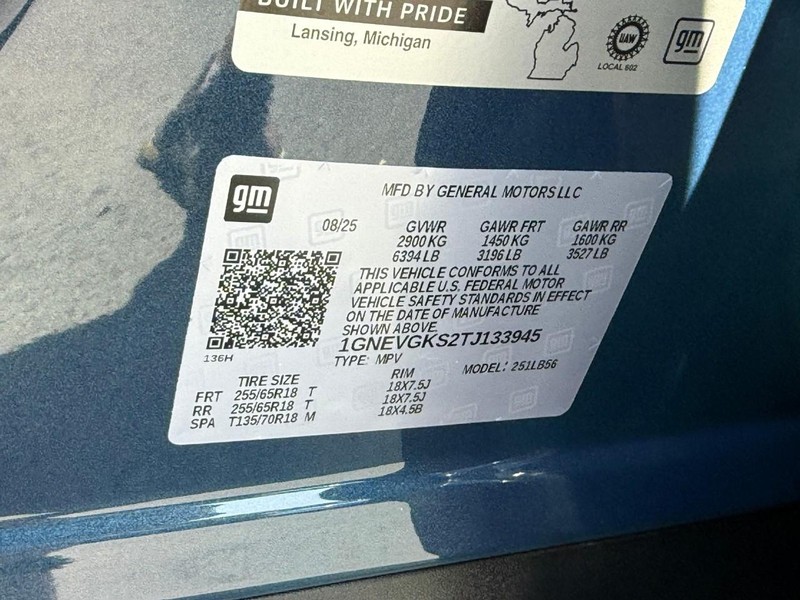 BUILT WITH PRIDE
Lansing, Michigan
UAW
LOCAL 602
gm
gm
MFD BY GENERAL MOTORS LLC
08/25 GVWR GAWR FRT GAWR RR
2900 KG 1450 KG 1600 KG
6394 LB 3196 LB 3527 LB
THIS VEHICLE CONFORMS TO ALL
APPLICABLE U.S. FEDERAL MOTOR
VEHICLE SAFETY STANDARDS IN EFFECT
ON THE DATE OF MANUFACTURE
SHOWN ABOVE.
1GNEVGKS2TJ133945
136H
TYPE: MPV MODEL: 251LB56
TIRE SIZE RIM
FRT 255/65R18 T 18X7.5J
RR 255/65R18 T 18X7.5J
SPA T135/70R18 M 18X4.5B